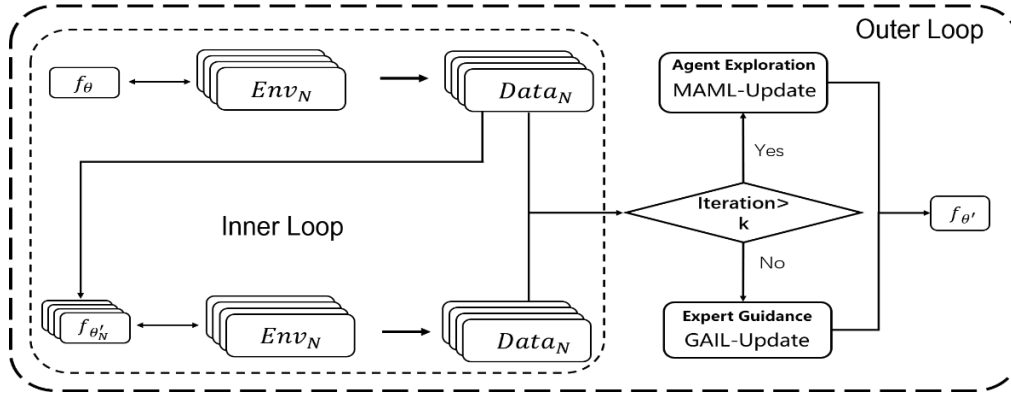 Outer Loop
f_θ
Env_N
Data_N
Agent Exploration
MAML-Update
Yes
Iteration>
k
f_θ'
Inner Loop
No
f_θ'_N
Env_N
Data_N
Expert Guidance
GAIL-Update